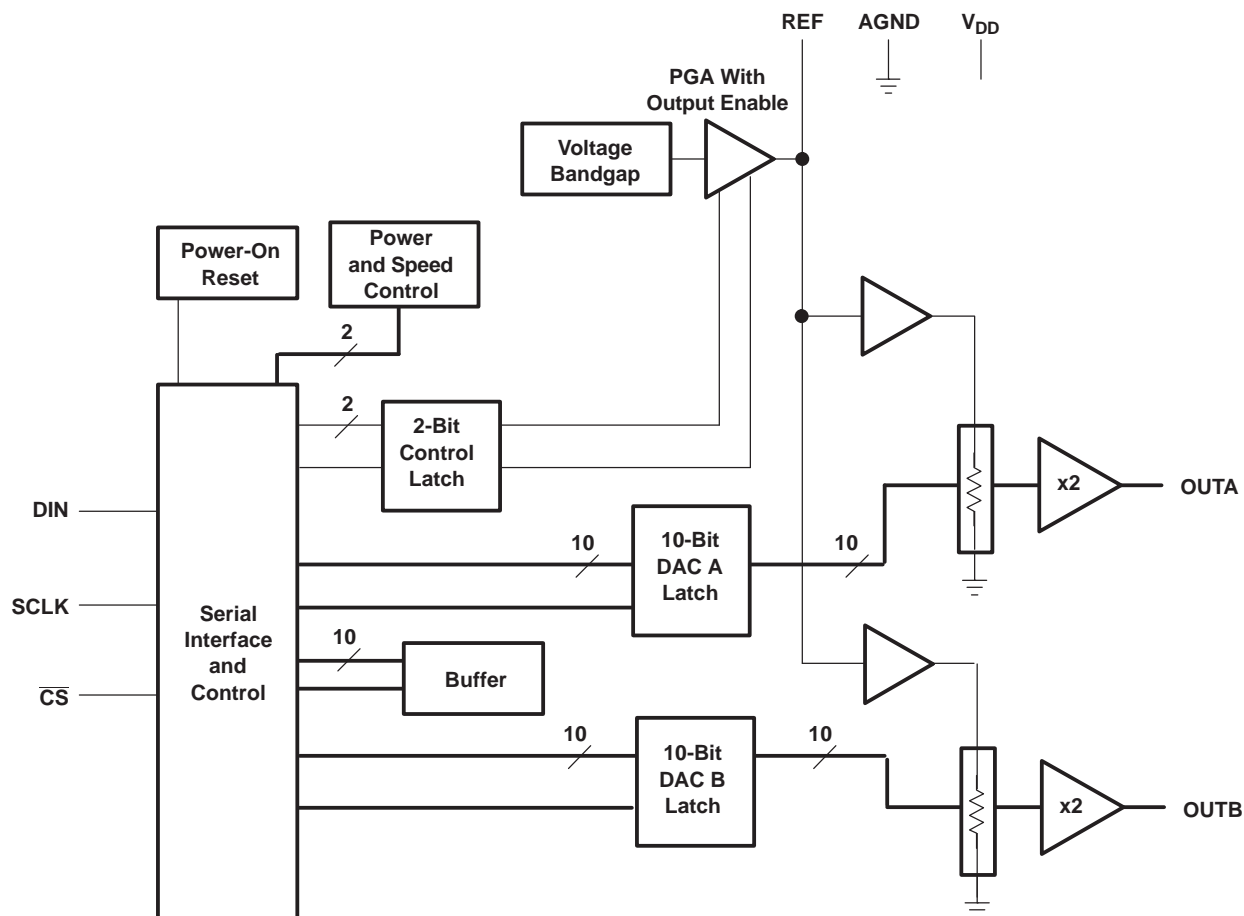 REF AGND VDD
PGA With
Output Enable
Voltage
Bandgap
Power-On
Reset
Power
and Speed
Control
2
2
2-Bit
Control
Latch
x2
OUTA
DIN
10
10-Bit
DAC A
Latch
10
SCLK
Serial
Interface
and
Control
10
Buffer
CS
10
10-Bit
DAC B
Latch
10
x2
OUTB